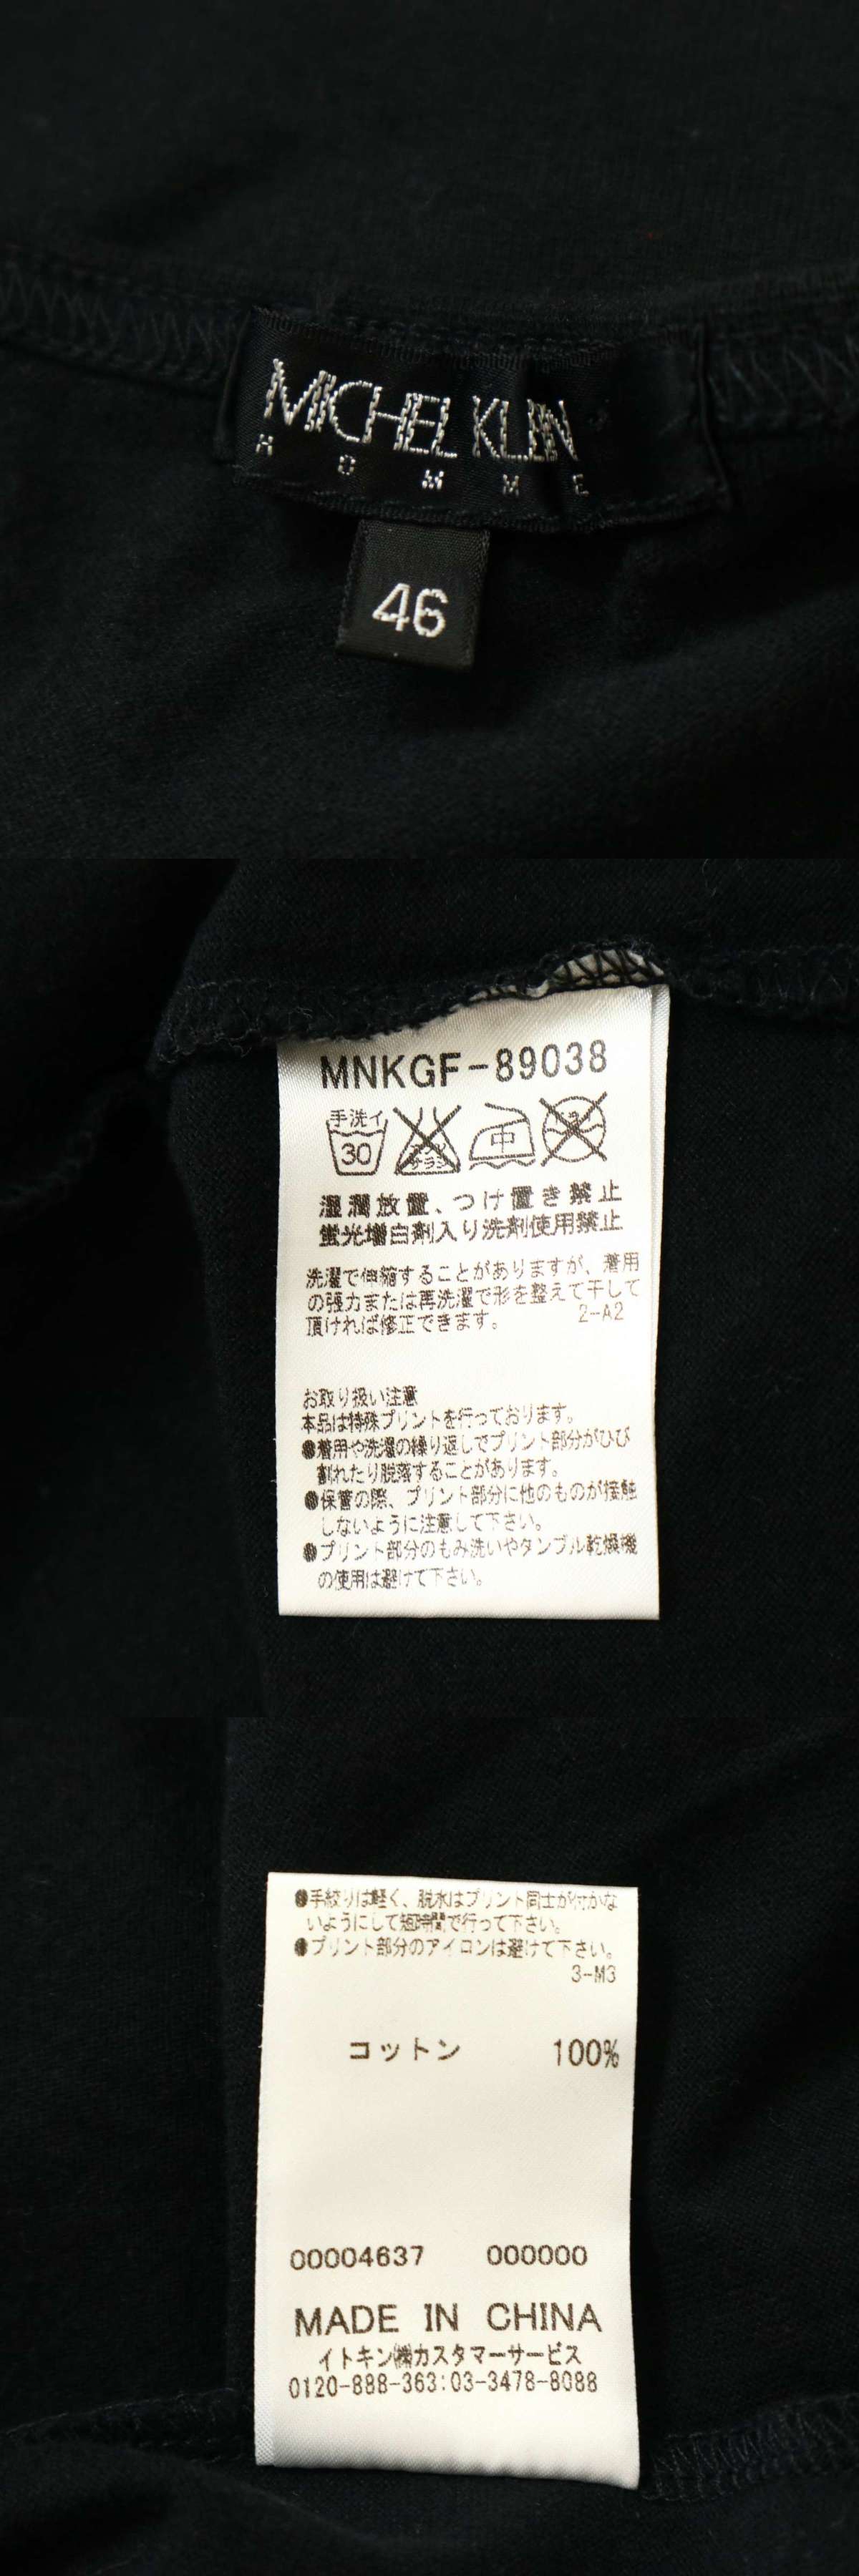 MICHEL KLEIN
HOMME
46
MNKGF-89038
手洗イ
30
中
湿潤放置、つけ置き禁止
蛍光増白剤入り洗剤使用禁止
洗濯で伸縮することがありますが、着用
の張力または再洗濯で形を整えて干して
頂ければ修正できます。 2-A2
お取り扱い注意
本品は特殊プリントを行っております。
●着用や洗濯の繰り返しでプリント部分がひび
割れたり脱落することがあります。
●保管の際、プリント部分に他のものが接触
しないように注意して下さい。
●プリント部分のもみ洗いやタンブル乾燥機
の使用は避けて下さい。
●手絞りは軽く、脱水はプリント同士が付かな
いようにして短時間で行って下さい。
●プリント部分のアイロンは避けて下さい。
3-M3
コットン 100%
00004637 000000
MADE IN CHINA
イトキン㈱カスタマーサービス
0120-888-363:03-3478-8088